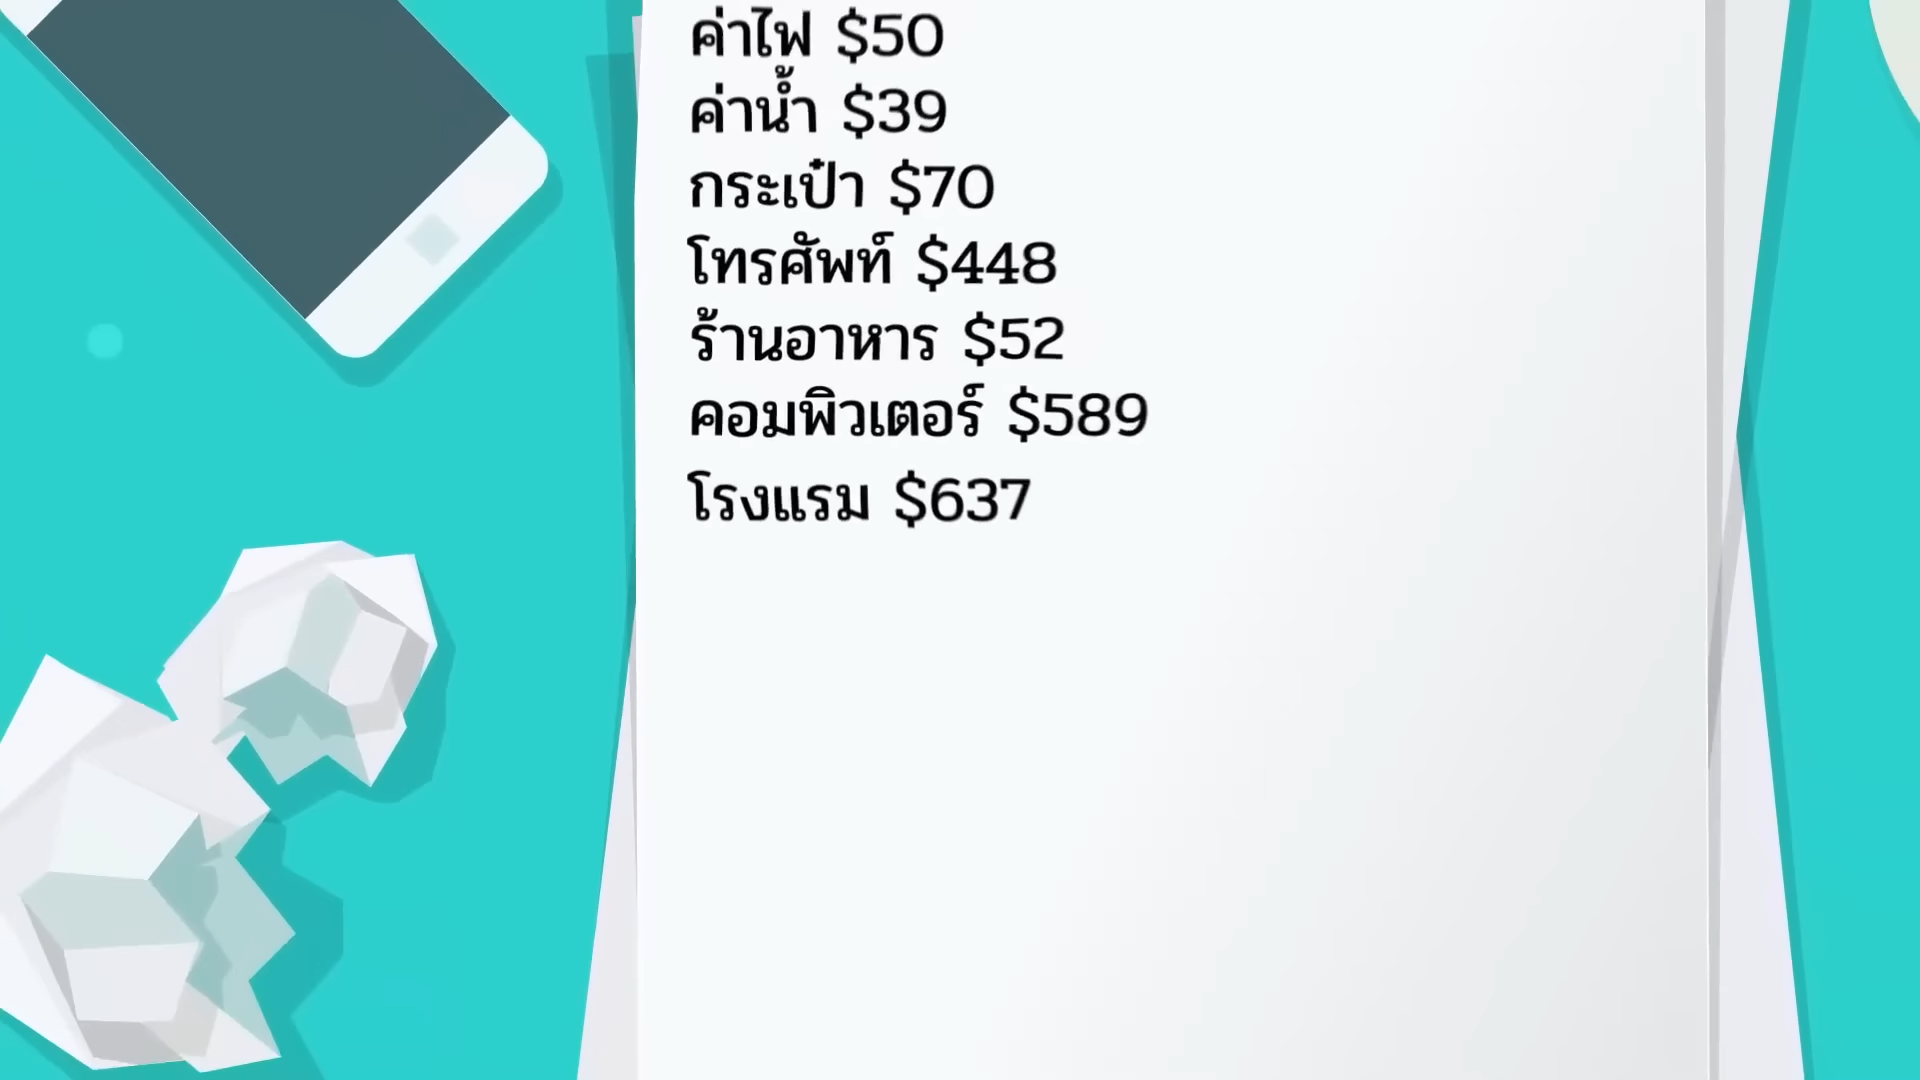 ค่าไฟ $50
ค่าน้ำ $39
กระเป๋า $70
โทรศัพท์ $448
ร้านอาหาร $52
คอมพิวเตอร์ $589
โรงแรม $637